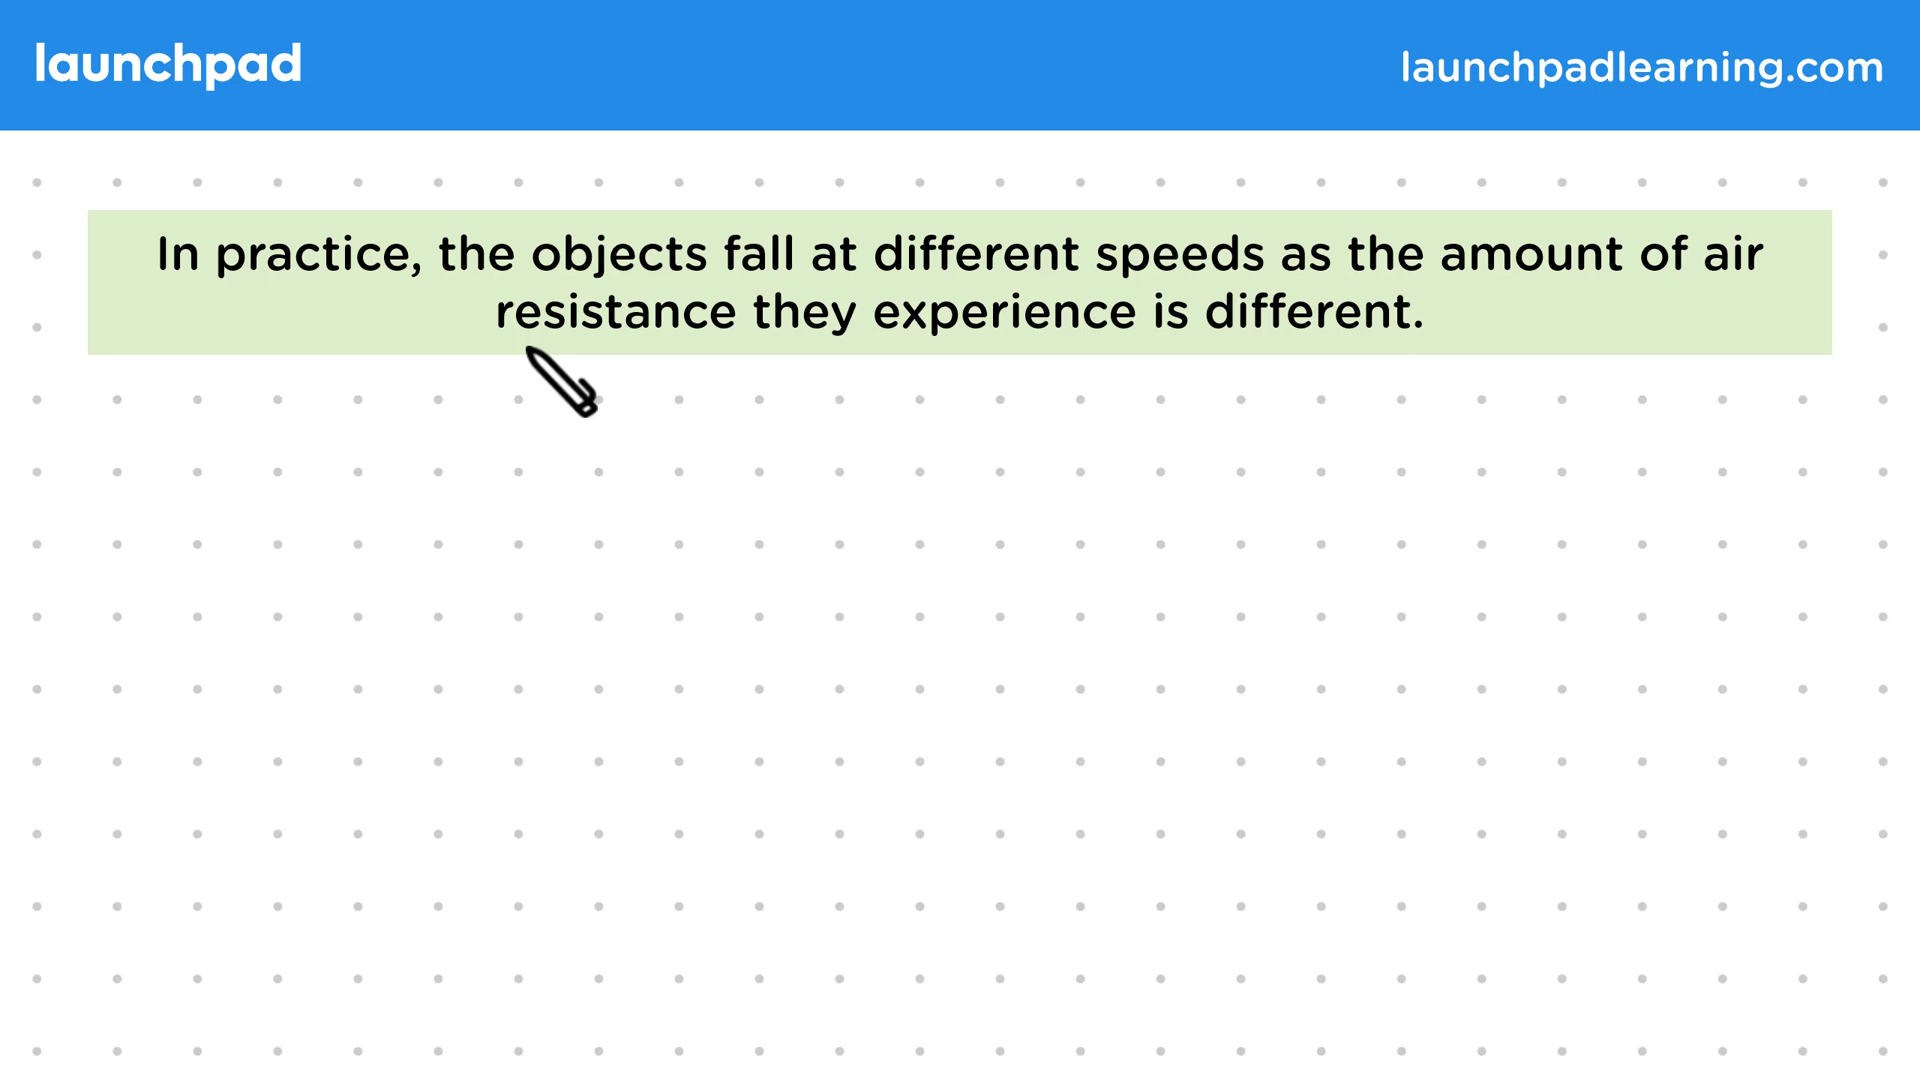 launchpad
launchpadlearning.com
In practice, the objects fall at different speeds as the amount of air
resistance they experience is different.